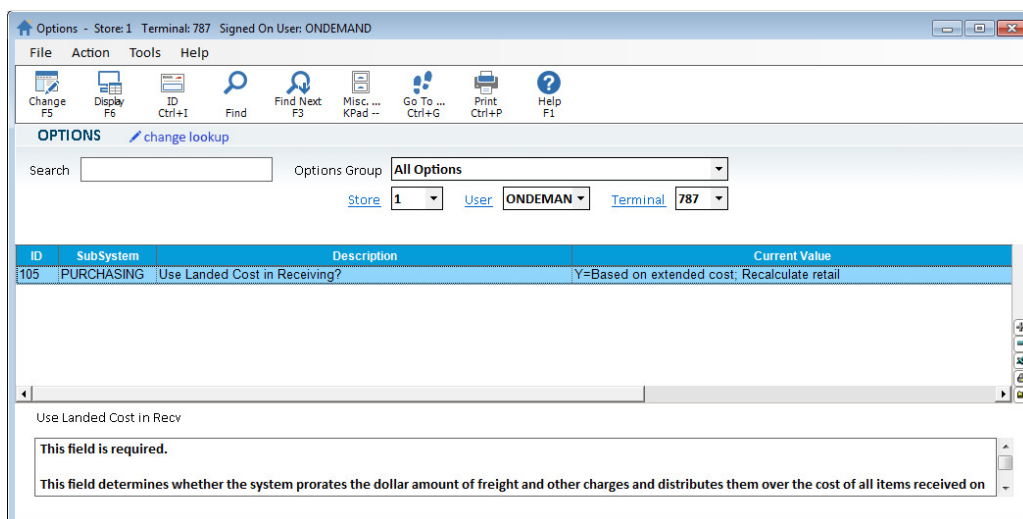 Options - Store: 1 Terminal: 787 Signed On User: ONDEMAND
File Action Tools Help
Change Display ID Find Find Next Misc. ... Go To ... Print Help
F5 F6 Ctrl+I F3 KPad -- Ctrl+G Ctrl+P F1
OPTIONS change lookup
Search Options Group All Options
Store 1 User ONDEMAN Terminal 787
ID SubSystem Description Current Value
105 PURCHASING Use Landed Cost in Receiving? Y=Based on extended cost; Recalculate retail
Use Landed Cost in Recv
This field is required.
This field determines whether the system prorates the dollar amount of freight and other charges and distributes them over the cost of all items received on